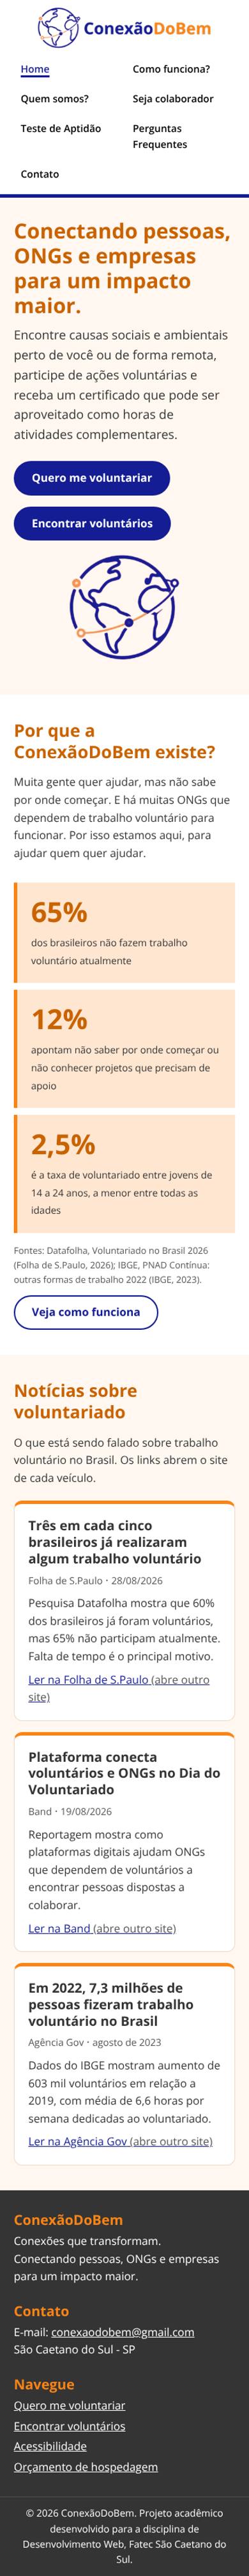 ConexãoDoBem
Home
Como funciona?
Quem somos?
Seja colaborador
Teste de Aptidão
Perguntas
Frequentes
Contato
Conectando pessoas,
ONGs e empresas
para um impacto
maior.
Encontre causas sociais e ambientais
perto de você ou de forma remota,
participe de ações voluntárias e
receba um certificado que pode ser
aproveitado como horas de
atividades complementares.
Quero me voluntariar
Encontrar voluntários
Por que a
ConexãoDoBem existe?
Muita gente quer ajudar, mas não sabe
por onde começar. E há muitas ONGs que
dependem de trabalho voluntário para
funcionar. Por isso estamos aqui, para
ajudar quem quer ajudar.
65%
dos brasileiros não fazem trabalho
voluntário atualmente
12%
apontam não saber por onde começar ou
não conhecer projetos que precisam de
apoio
2,5%
é a taxa de voluntariado entre jovens de
14 a 24 anos, a menor entre todas as
idades
Fontes: Datafolha, Voluntariado no Brasil 2026
(Folha de S.Paulo, 2026); IBGE, PNAD Contínua:
outras formas de trabalho 2022 (IBGE, 2023).
Veja como funciona
Notícias sobre
voluntariado
O que está sendo falado sobre trabalho
voluntário no Brasil. Os links abrem o site
de cada veículo.
Três em cada cinco
brasileiros já realizaram
algum trabalho voluntário
Folha de S.Paulo · 28/08/2026
Pesquisa Datafolha mostra que 60%
dos brasileiros já foram voluntários,
mas 65% não participam atualmente.
Falta de tempo é o principal motivo.
Ler na Folha de S.Paulo (abre outro
site)
Plataforma conecta
voluntários e ONGs no Dia do
Voluntariado
Band · 19/08/2026
Reportagem mostra como
plataformas digitais ajudam ONGs
que dependem de voluntários a
encontrar pessoas dispostas a
colaborar.
Ler na Band (abre outro site)
Em 2022, 7,3 milhões de
pessoas fizeram trabalho
voluntário no Brasil
Agência Gov · agosto de 2023
Dados do IBGE mostram aumento de
603 mil voluntários em relação a
2019, com média de 6,6 horas por
semana dedicadas ao voluntariado.
Ler na Agência Gov (abre outro site)
ConexãoDoBem
Conexões que transformam.
Conectando pessoas, ONGs e empresas
para um impacto maior.
Contato
E-mail: conexaodobem@gmail.com
São Caetano do Sul - SP
Navegue
Quero me voluntariar
Encontrar voluntários
Acessibilidade
Orçamento de hospedagem
© 2026 ConexãoDoBem. Projeto acadêmico
desenvolvido para a disciplina de
Desenvolvimento Web, Fatec São Caetano do
Sul.